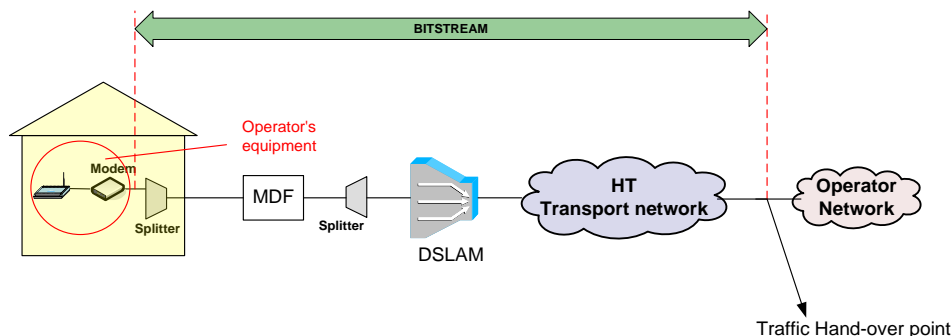 BITSTREAM
Operator's
equipment
Modem
Splitter
MDF
Splitter
DSLAM
HT
Transport network
Operator
Network
Traffic Hand-over point